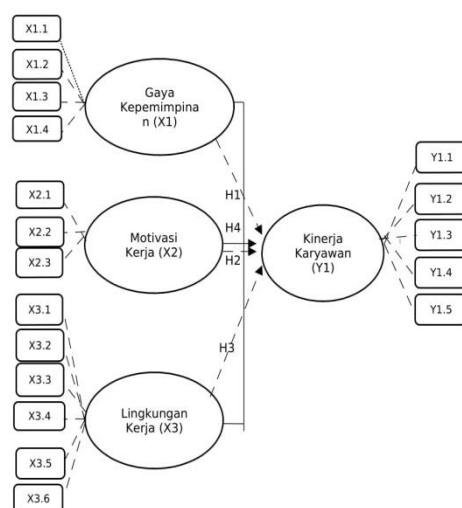 X1.1
X1.2
X1.3
X1.4
Gaya
Kepemimpina
n (X1)
H1
X2.1
X2.2
X2.3
Motivasi
Kerja (X2)
H4
H2
Kinerja
Karyawan
(Y1)
Y1.1
Y1.2
Y1.3
Y1.4
Y1.5
X3.1
X3.2
X3.3
X3.4
X3.5
X3.6
H3
Lingkungan
Kerja (X3)